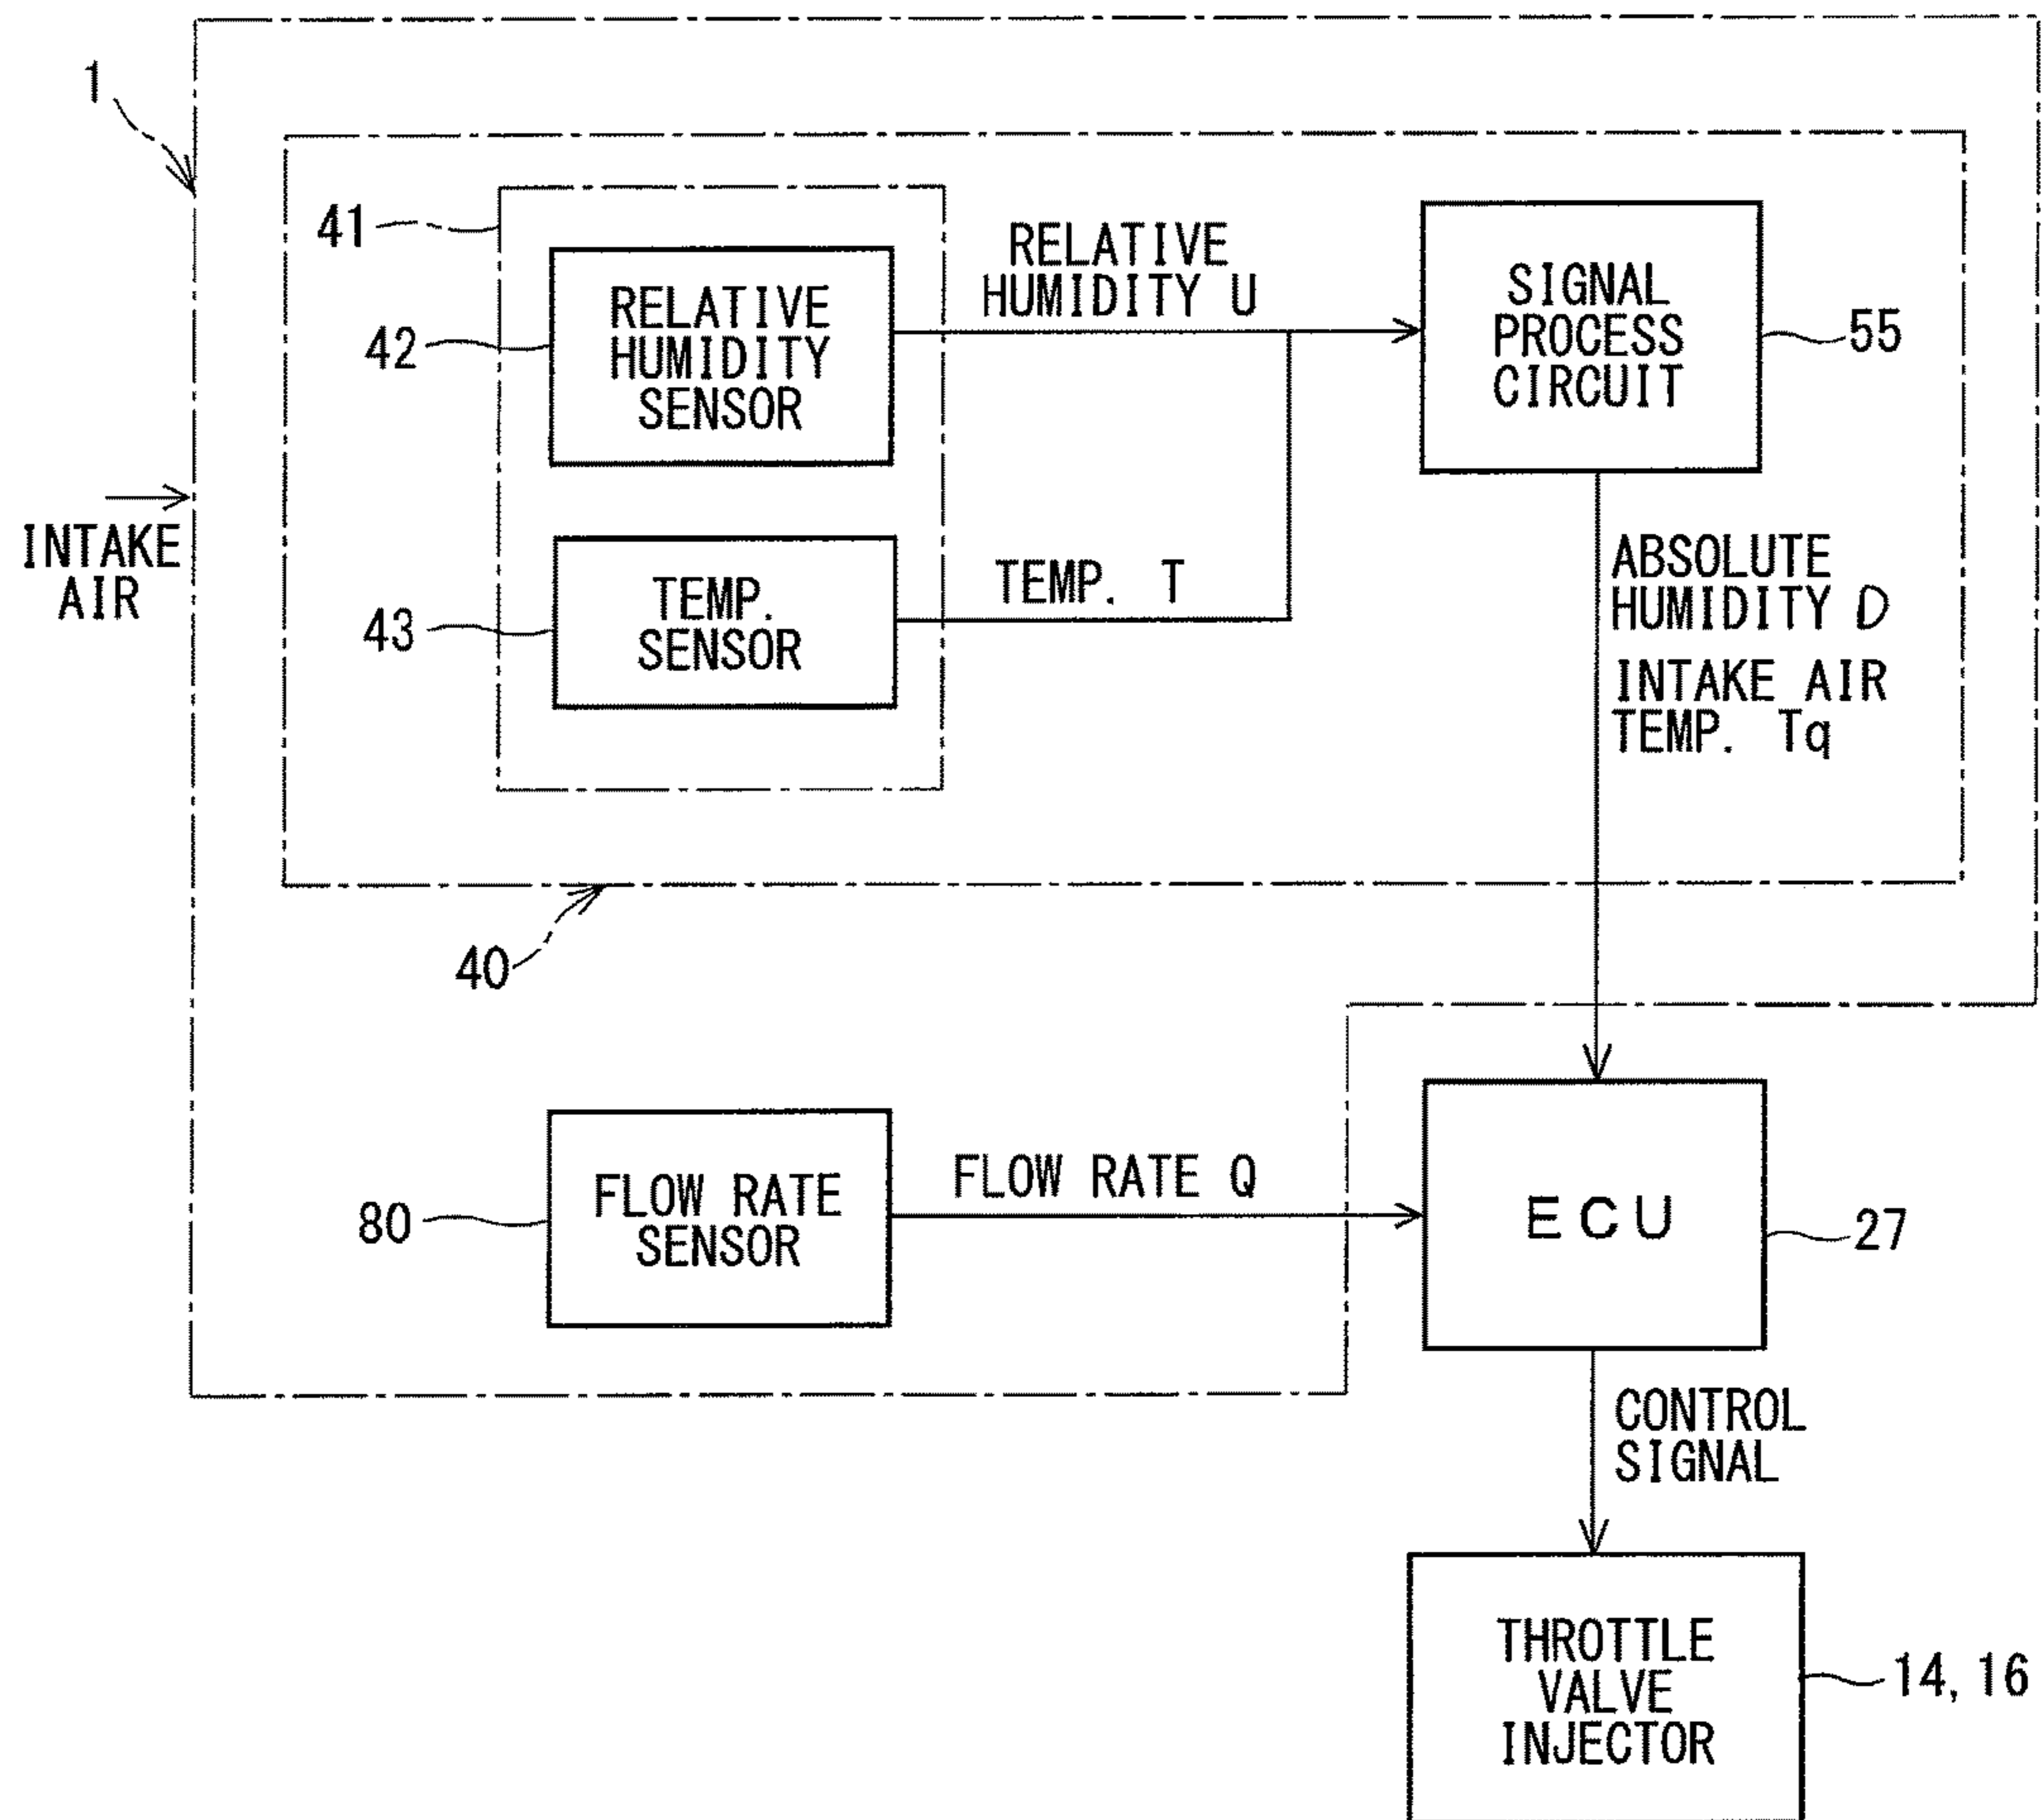 1
41
RELATIVE
HUMIDITY U
RELATIVE
HUMIDITY
SENSOR
42
SIGNAL
PROCESS
CIRCUIT
55
INTAKE
AIR
TEMP.
SENSOR
43
TEMP. T
ABSOLUTE
HUMIDITY D
INTAKE AIR
TEMP. Tq
40
FLOW RATE
SENSOR
80
FLOW RATE Q
ECU
27
CONTROL
SIGNAL
THROTTLE
VALVE
INJECTOR
14, 16